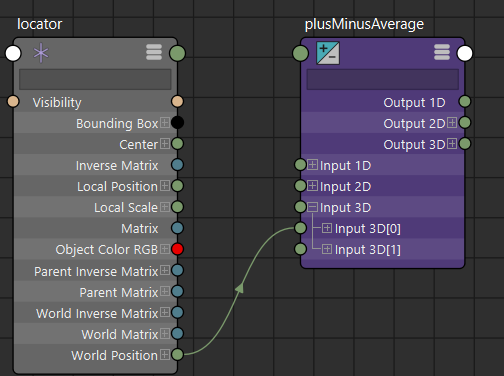 locator
Visibility
Bounding Box
Center
Inverse Matrix
Local Position
Local Scale
Matrix
Object Color RGB
Parent Inverse Matrix
Parent Matrix
World Inverse Matrix
World Matrix
World Position
plusMinusAverage
Output 1D
Output 2D
Output 3D
Input 1D
Input 2D
Input 3D
Input 3D[0]
Input 3D[1]